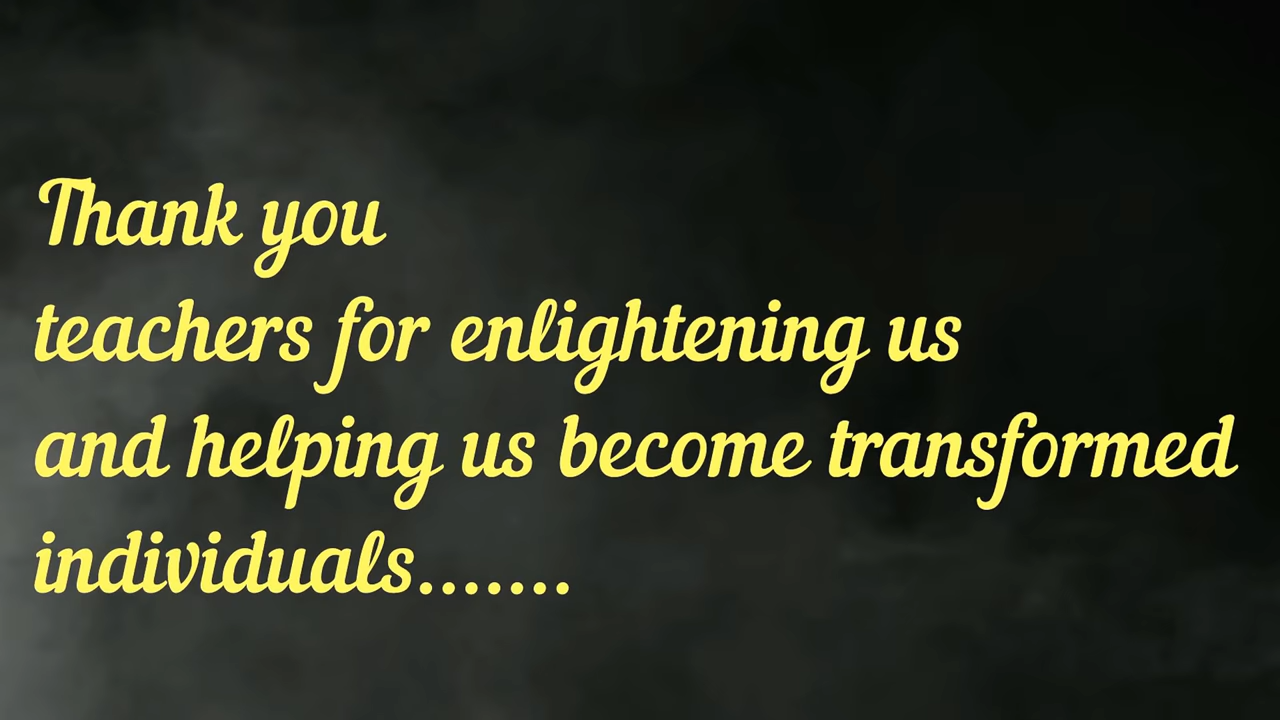 Thank you
teachers for enlightening us
and helping us become transformed
individuals.......